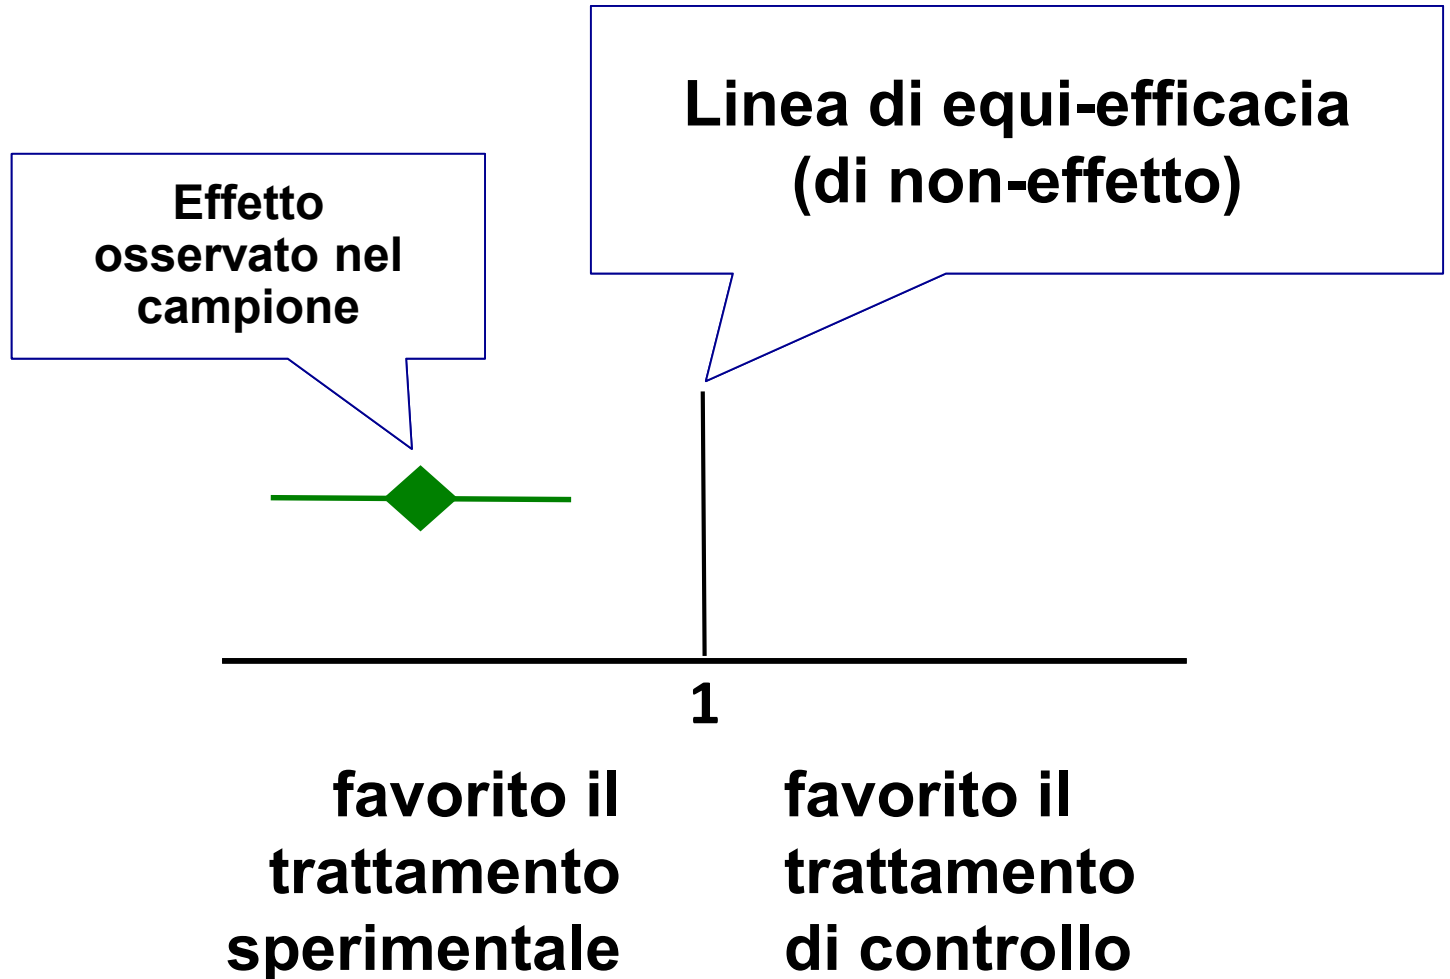 Linea di equi-efficacia
(di non-effetto)
Effetto
osservato nel
campione
1
favorito il
trattamento
sperimentale
favorito il
trattamento
di controllo